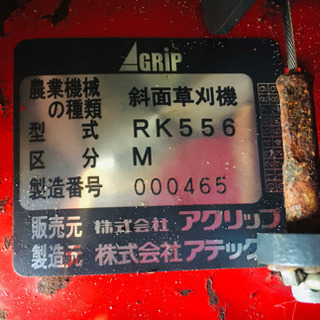 AGRIP
農業機械の種類 斜面草刈機
型式 RK556
区分 M
製造番号 000465
販売元 株式会社 アグリップ
製造元 株式会社 アテック